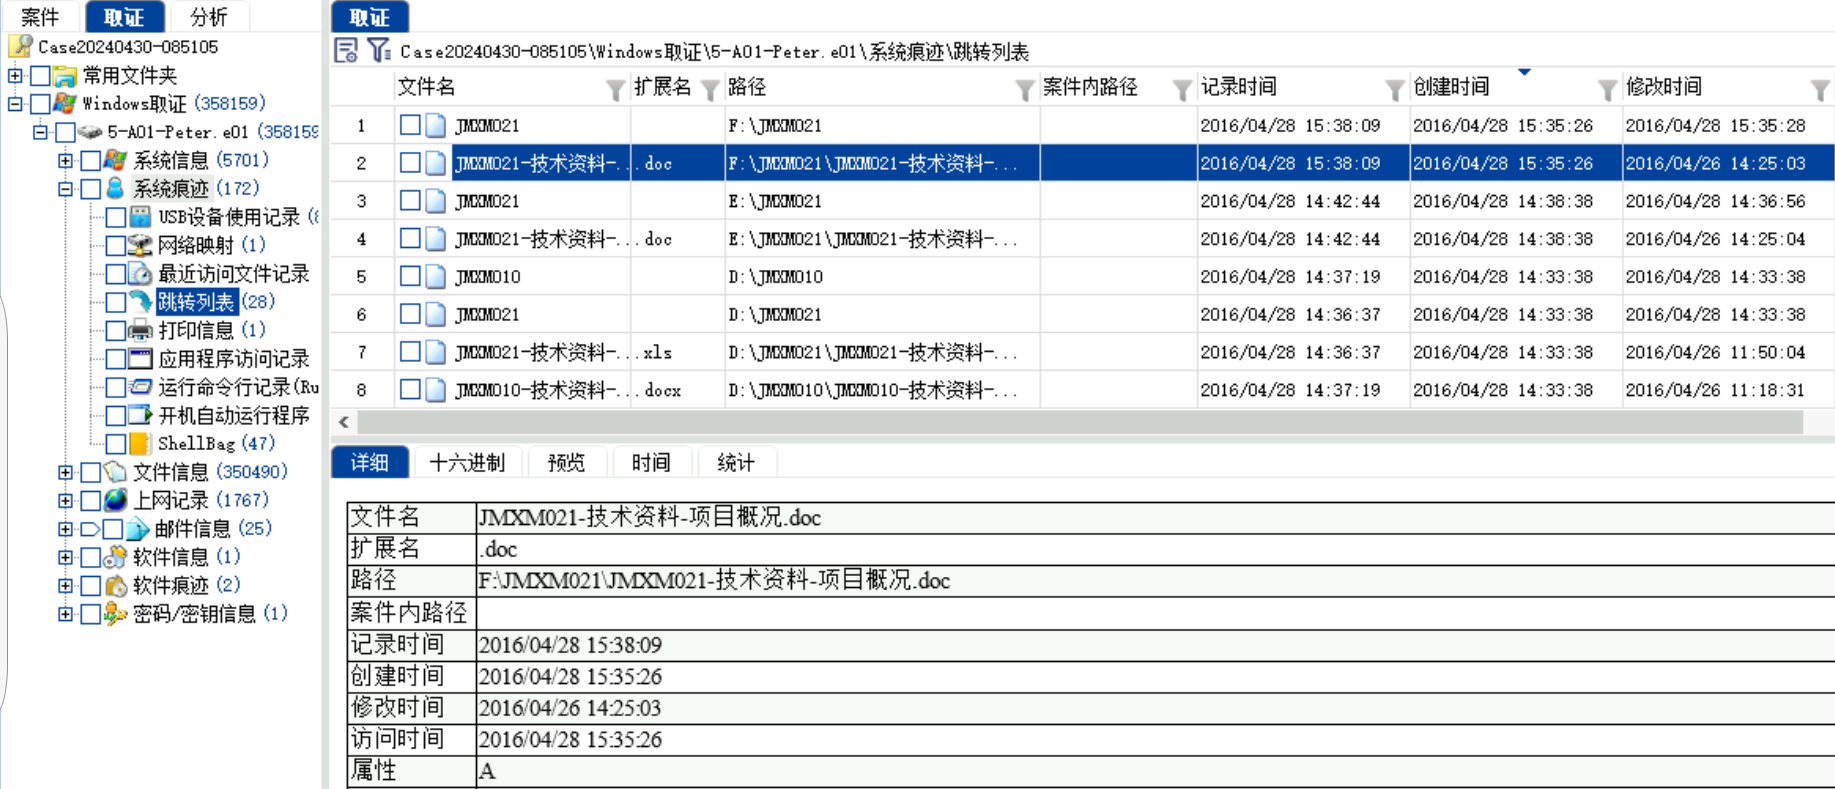 案件 取证 分析
Case20240430-085105
常用文件夹
Windows取证 (358159)
5-A01-Peter.e01 (358159
系统信息 (5701)
系统痕迹 (172)
USB设备使用记录 (
网络映射 (1)
最近访问文件记录
跳转列表 (28)
打印信息 (1)
应用程序访问记录
运行命令行记录(Ru
开机自动运行程序
ShellBag (47)
文件信息 (350490)
上网记录 (1767)
邮件信息 (25)
软件信息 (1)
软件痕迹 (2)
密码/密钥信息 (1)
取证
Case20240430-085105\Windows取证\5-A01-Peter.e01\系统痕迹\跳转列表
文件名 扩展名 路径 案件内路径 记录时间 创建时间 修改时间
1 JMXM021 F:\JMXM021 2016/04/28 15:38:09 2016/04/28 15:35:26 2016/04/28 15:35:28
2 JMXM021-技术资料-... .doc F:\JMXM021\JMXM021-技术资料-... 2016/04/28 15:38:09 2016/04/28 15:35:26 2016/04/26 14:25:03
3 JMXM021 E:\JMXM021 2016/04/28 14:42:44 2016/04/28 14:38:38 2016/04/28 14:36:56
4 JMXM021-技术资料-... .doc E:\JMXM021\JMXM021-技术资料-... 2016/04/28 14:42:44 2016/04/28 14:38:38 2016/04/26 14:25:04
5 JMXM010 D:\JMXM010 2016/04/28 14:37:19 2016/04/28 14:33:38 2016/04/28 14:33:38
6 JMXM021 D:\JMXM021 2016/04/28 14:36:37 2016/04/28 14:33:38 2016/04/28 14:33:38
7 JMXM021-技术资料-... .xls D:\JMXM021\JMXM021-技术资料-... 2016/04/28 14:36:37 2016/04/28 14:33:38 2016/04/26 11:50:04
8 JMXM010-技术资料-... .docx D:\JMXM010\JMXM010-技术资料-... 2016/04/28 14:37:19 2016/04/28 14:33:38 2016/04/26 11:18:31
详细 十六进制 预览 时间 统计
文件名 JMXM021-技术资料-项目概况.doc
扩展名 .doc
路径 F:\JMXM021\JMXM021-技术资料-项目概况.doc
案件内路径
记录时间 2016/04/28 15:38:09
创建时间 2016/04/28 15:35:26
修改时间 2016/04/26 14:25:03
访问时间 2016/04/28 15:35:26
属性 A